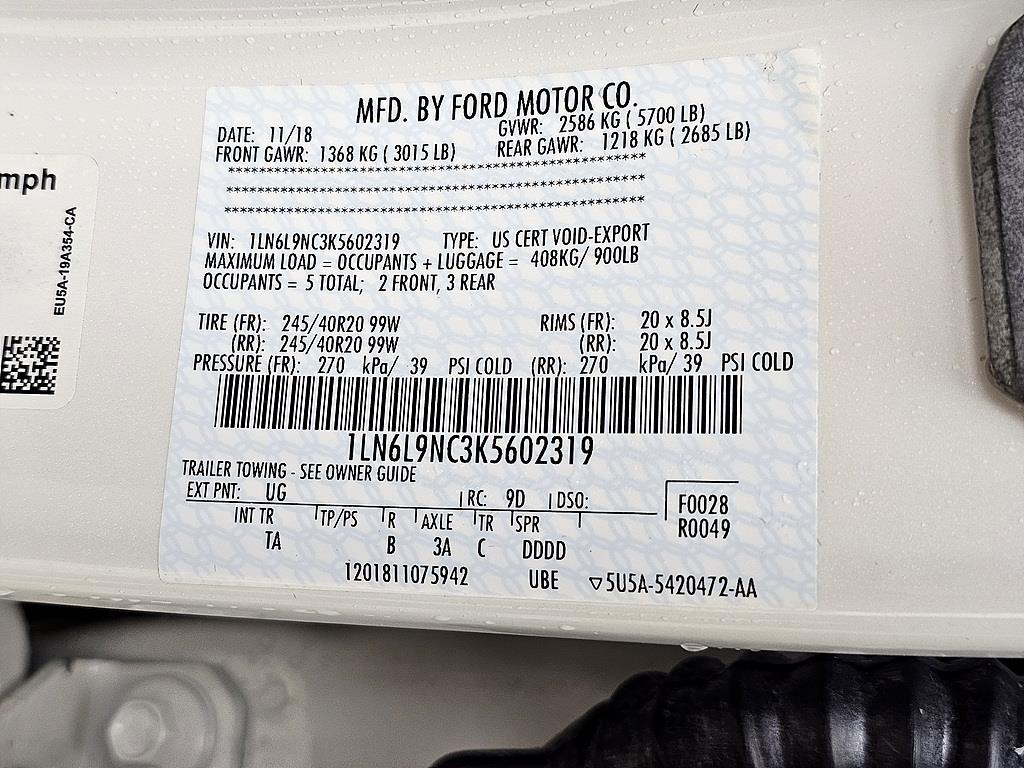 MFD. BY FORD MOTOR CO.
DATE: 11/18 GVWR: 2586 KG ( 5700 LB)
FRONT GAWR: 1368 KG ( 3015 LB) REAR GAWR: 1218 KG ( 2685 LB)
VIN: 1LN6L9NC3K5602319 TYPE: US CERT VOID-EXPORT
MAXIMUM LOAD = OCCUPANTS + LUGGAGE = 408KG/ 900LB
OCCUPANTS = 5 TOTAL; 2 FRONT, 3 REAR
TIRE (FR): 245/40R20 99W RIMS (FR): 20 x 8.5J
(RR): 245/40R20 99W (RR): 20 x 8.5J
PRESSURE (FR): 270 kPa/ 39 PSI COLD (RR): 270 kPa/ 39 PSI COLD
1LN6L9NC3K5602319
TRAILER TOWING - SEE OWNER GUIDE
EXT PNT: UG RC: 9D DSO:
F0028
R0049
INT TR TP/PS R AXLE TR SPR
TA B 3A C DDDD
1201811075942 UBE ▽5U5A-5420472-AA
mph
EU5A-19A354-CA